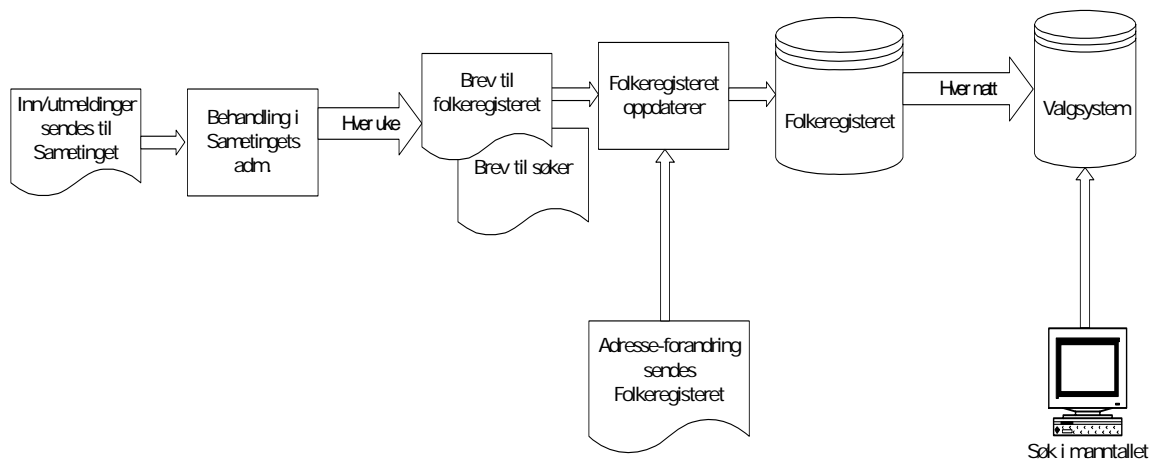 Inn/utmeldinger
sendes til
Sametinget
Behandling i
Sametingets
adm.
Hver uke
Brev til
folkeregisteret
Brev til søker
Folkeregisteret
oppdaterer
Folkeregisteret
Hver natt
Valgsystem
Adresse-forandring
sendes
Folkeregisteret
Søk i manntallet